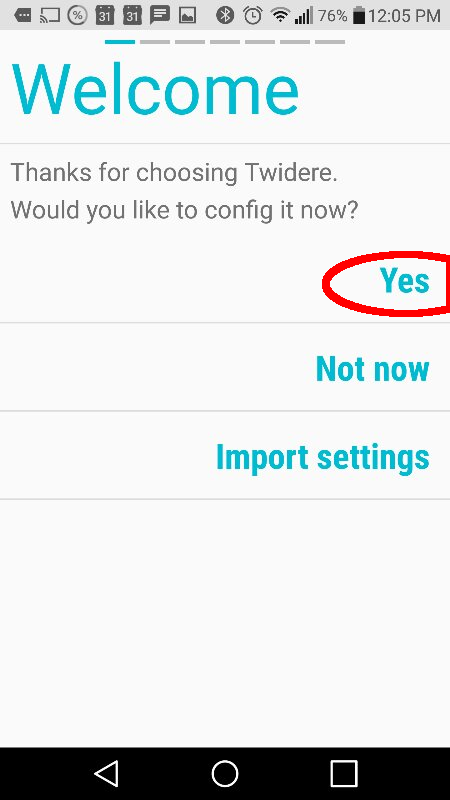 % 31 31 76% 12:05 PM
Welcome
Thanks for choosing Twidere.
Would you like to config it now?
Yes
Not now
Import settings